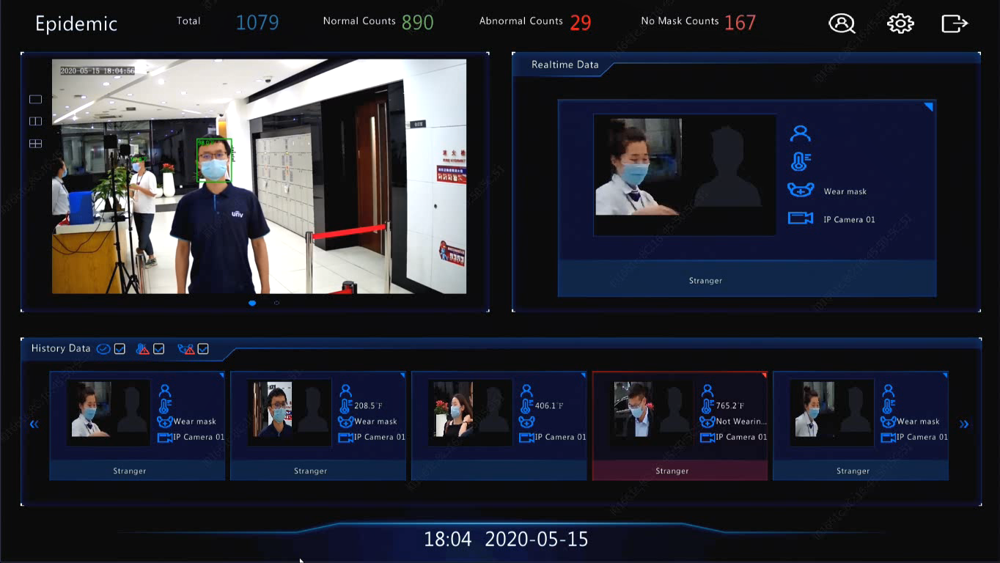 Epidemic
Total 1079
Normal Counts 890
Abnormal Counts 29
No Mask Counts 167
2020-05-15 18:04:56
unv
Realtime Data
Wear mask
IP Camera 01
Stranger
History Data
Wear mask
IP Camera 01
Stranger
208.5°F
Wear mask
IP Camera 01
Stranger
406.1°F
IP Camera 01
765.2°F
Not Wearin...
IP Camera 01
Stranger
Wear mask
IP Camera 01
Stranger
18:04 2020-05-15